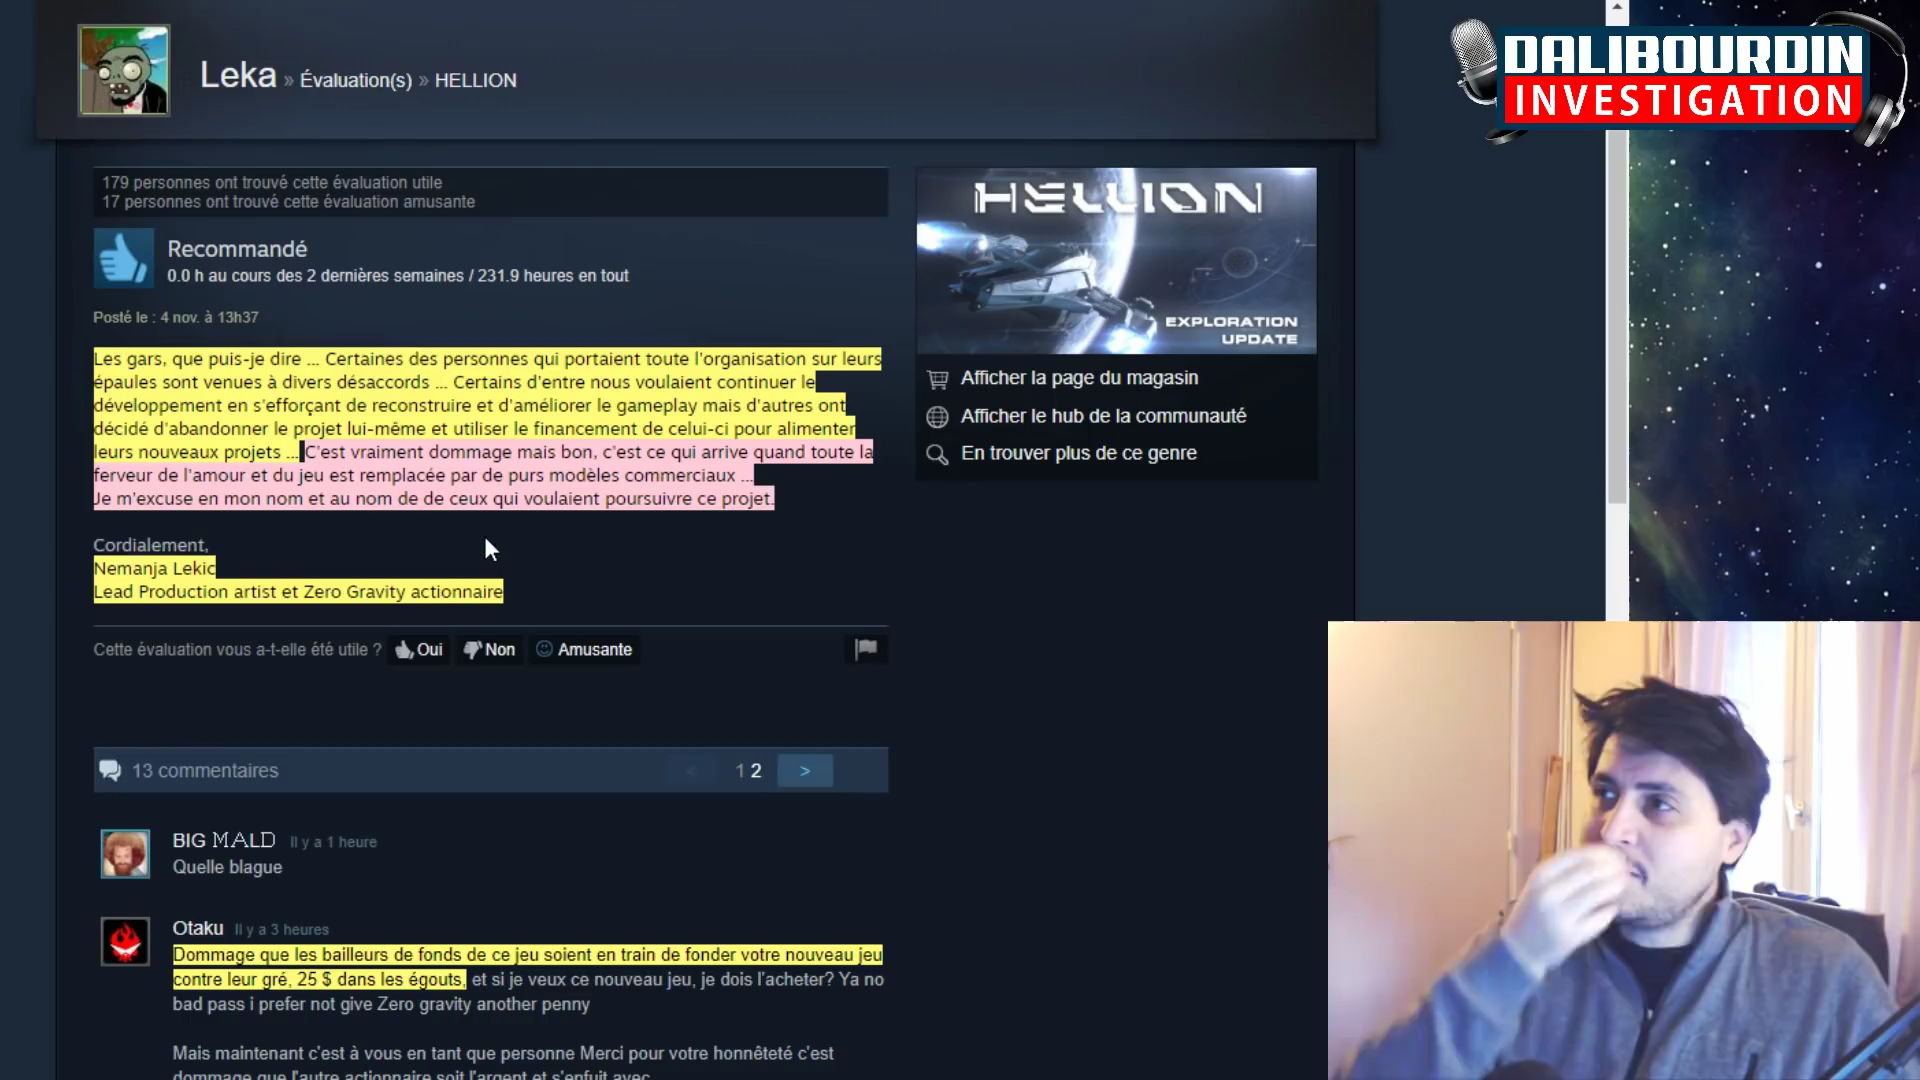 Leka » Évaluation(s) » HELLION
DALIBOURDIN
INVESTIGATION
179 personnes ont trouvé cette évaluation utile
17 personnes ont trouvé cette évaluation amusante
Recommandé
0.0 h au cours des 2 dernières semaines / 231.9 heures en tout
Posté le : 4 nov. à 13h37
Les gars, que puis-je dire ... Certaines des personnes qui portaient toute l'organisation sur leurs
épaules sont venues à divers désaccords ... Certains d'entre nous voulaient continuer le
développement en s'efforçant de reconstruire et d'améliorer le gameplay mais d'autres ont
décidé d'abandonner le projet lui-même et utiliser le financement de celui-ci pour alimenter
leurs nouveaux projets ... C'est vraiment dommage mais bon, c'est ce qui arrive quand toute la
ferveur de l'amour et du jeu est remplacée par de purs modèles commerciaux ...
Je m'excuse en mon nom et au nom de de ceux qui voulaient poursuivre ce projet.
Cordialement,
Nemanja Lekic
Lead Production artist et Zero Gravity actionnaire
Cette évaluation vous a-t-elle été utile ? Oui Non Amusante
HELLION
EXPLORATION
UPDATE
Afficher la page du magasin
Afficher le hub de la communauté
En trouver plus de ce genre
13 commentaires < 1 2 >
BIG MALD Il y a 1 heure
Quelle blague
Otaku Il y a 3 heures
Dommage que les bailleurs de fonds de ce jeu soient en train de fonder votre nouveau jeu
contre leur gré, 25 $ dans les égouts, et si je veux ce nouveau jeu, je dois l'acheter? Ya no
bad pass i prefer not give Zero gravity another penny
Mais maintenant c'est à vous en tant que personne Merci pour votre honnêteté c'est
dommage que l'autre actionnaire soit l'argent et s'enfuit avec